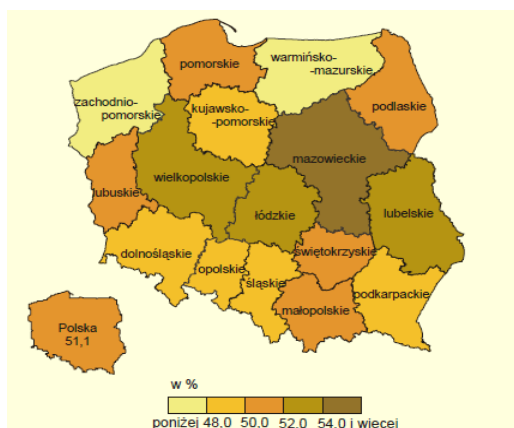 pomorskie
warmińsko-
-mazurskie
zachodnio-
pomorskie
kujawsko-
-pomorskie
podlaskie
mazowieckie
wielkopolskie
ubuskie
łódzkie
lubelskie
dolnośląskie
świętokrzyskie
opolskie
śląskie
podkarpackie
małopolskie
Polska
51,1
w %
poniżej 48,0 50,0 52,0 54,0 i więcej